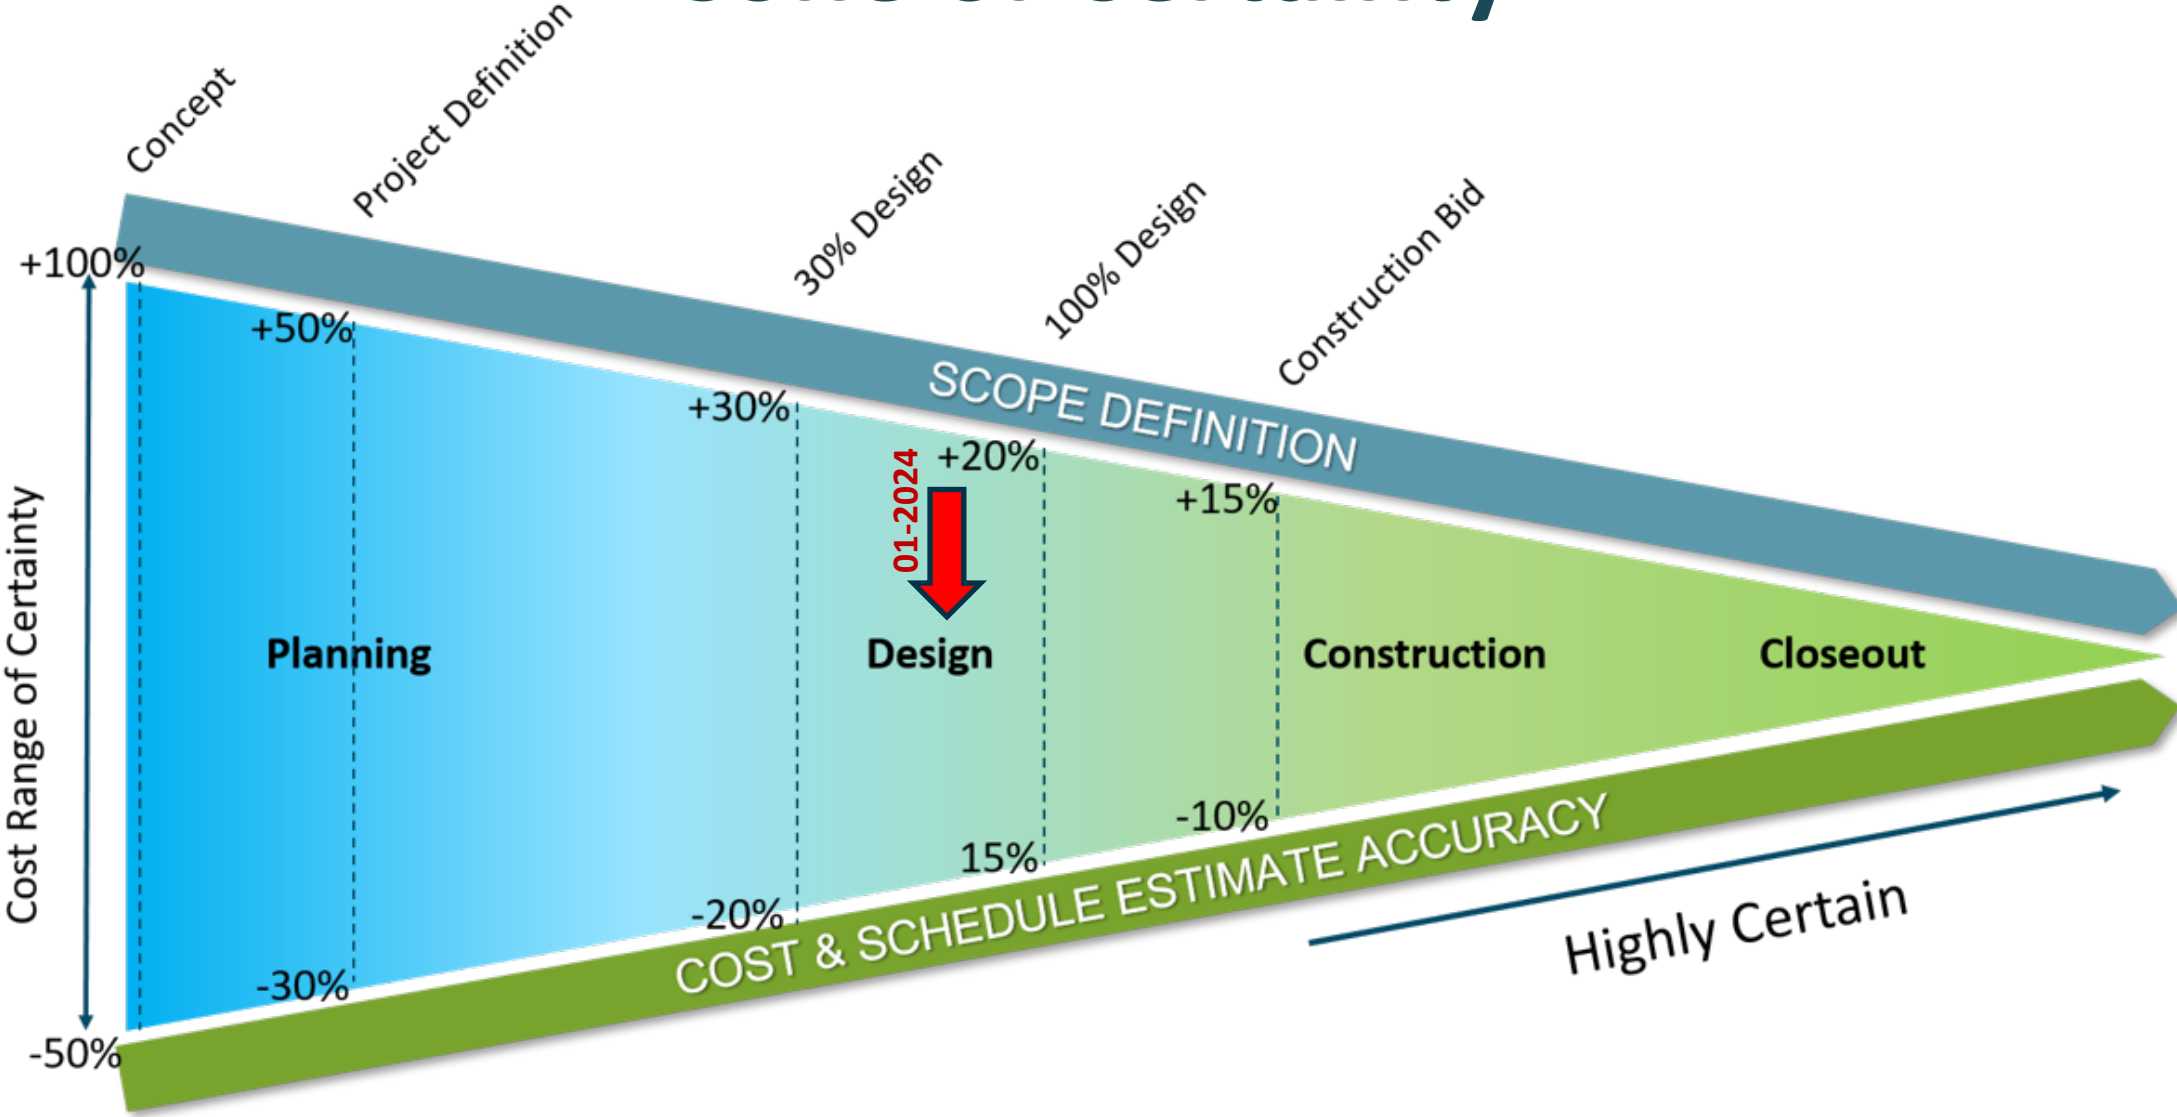 Concept
Project Definition
30% Design
100% Design
Construction Bid
+100%
+50%
+30%
+20%
+15%
SCOPE DEFINITION
01-2024
Cost Range of Certainty
Planning
Design
Construction
Closeout
-10%
15%
-20%
-30%
-50%
COST & SCHEDULE ESTIMATE ACCURACY
Highly Certain